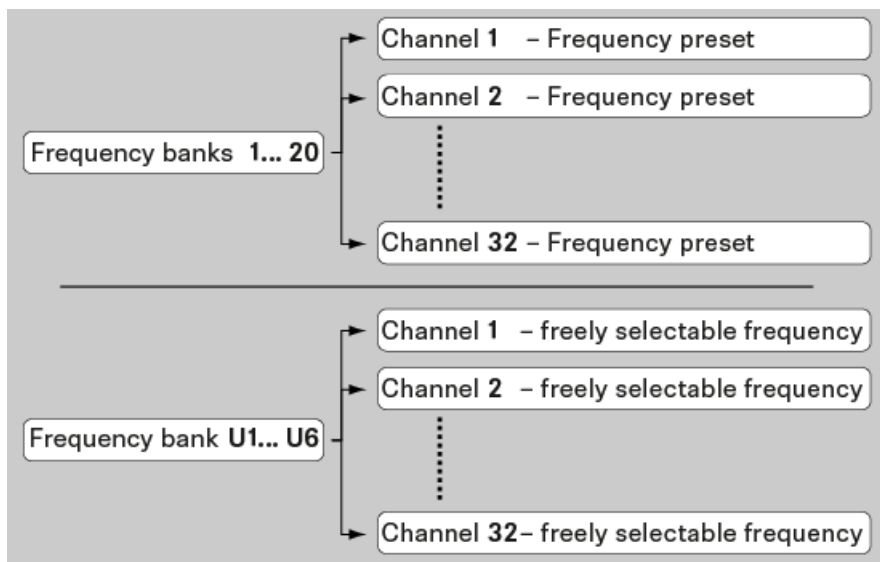 Channel 1 – Frequency preset
Channel 2 – Frequency preset
Frequency banks 1... 20
Channel 32 – Frequency preset
Channel 1 – freely selectable frequency
Channel 2 – freely selectable frequency
Frequency bank U1... U6
Channel 32– freely selectable frequency